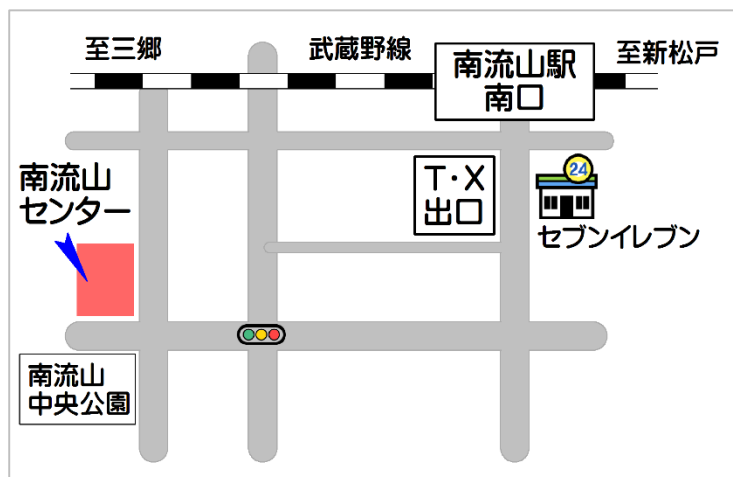 至三郷
武蔵野線
南流山駅
南口
至新松戸
T・X
出口
24
セブンイレブン
南流山
センター
南流山
中央公園